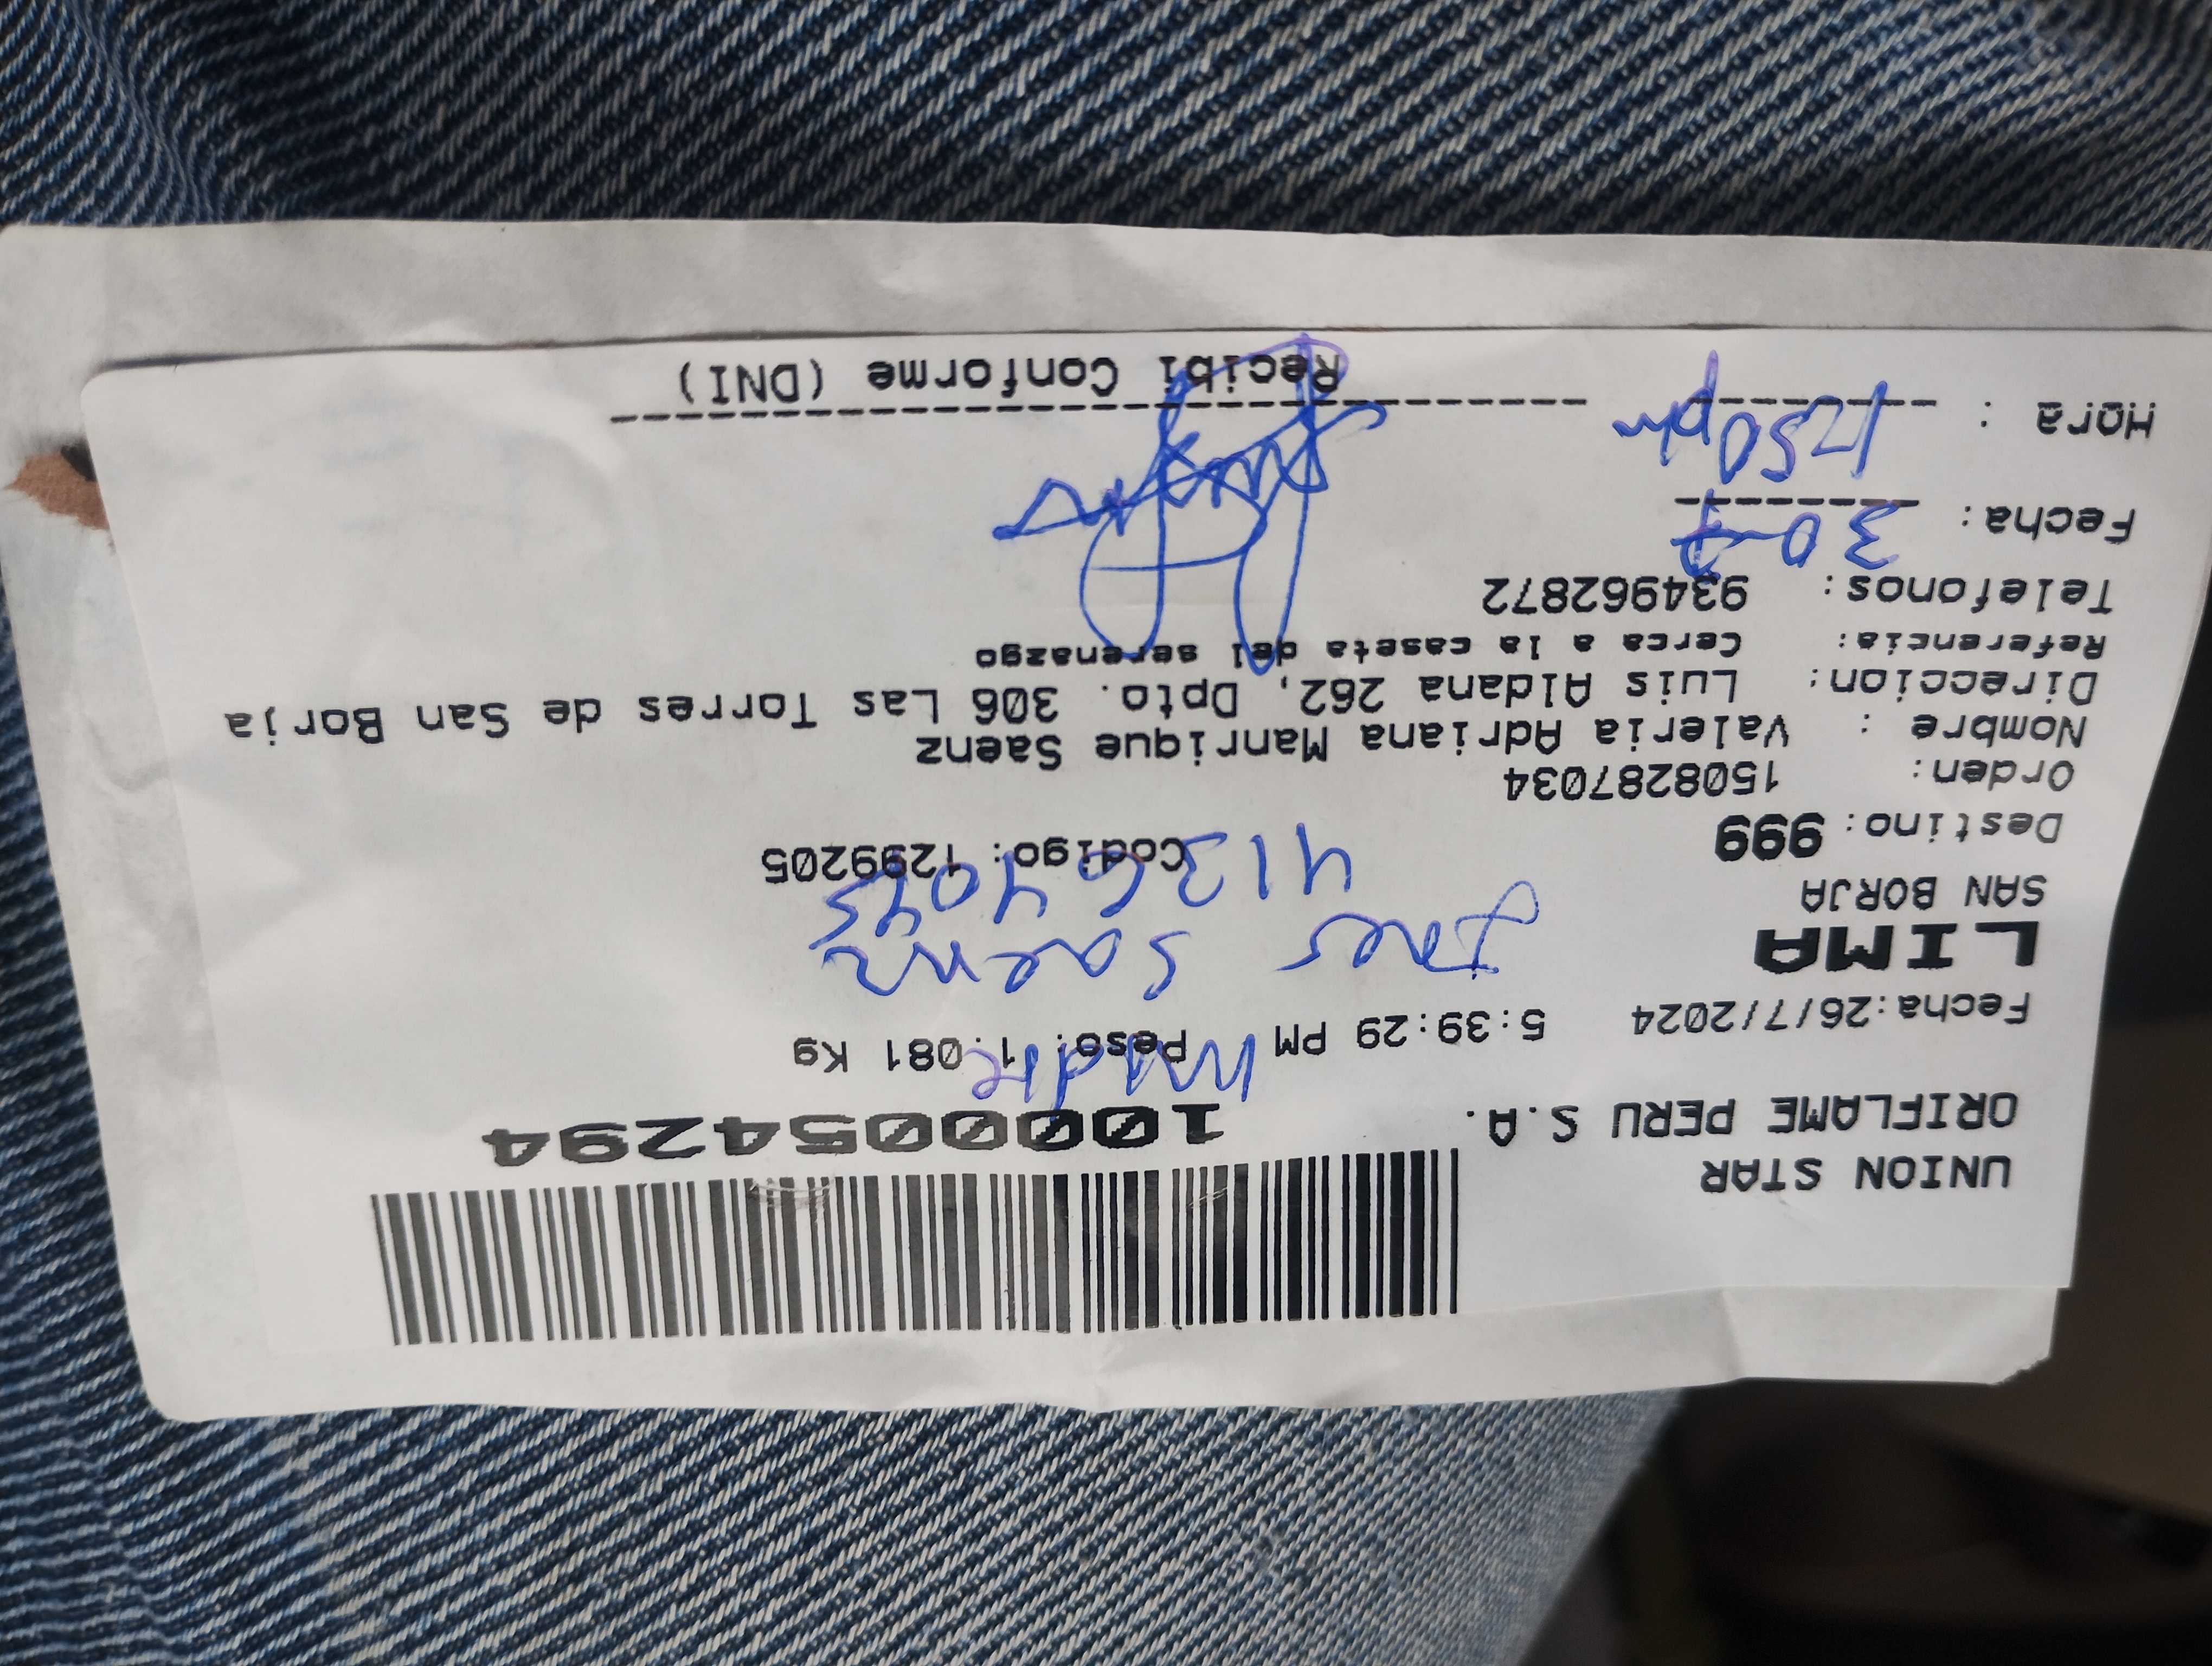 UNION STAR
ORIFLAME PERU S.A.
1000054294
Fecha:26/7/2024 5:39:29 PM Peso: 1.081 Kg
Madre
LIMA
SAN BORJA
Ines Saenz
41364045
Destino: 999 Codigo: 1299205
Orden: 1508287034
Nombre : Valeria Adriana Manrique Saenz
Direccion: Luis Aldana 262, Dpto. 306 Las Torres de San Borja
Referencia: Cerca a la caseta del serenazgo
Telefonos: 934962872
Fecha: 30-7
Hora : 1250pm
Recibi Conforme (DNI)